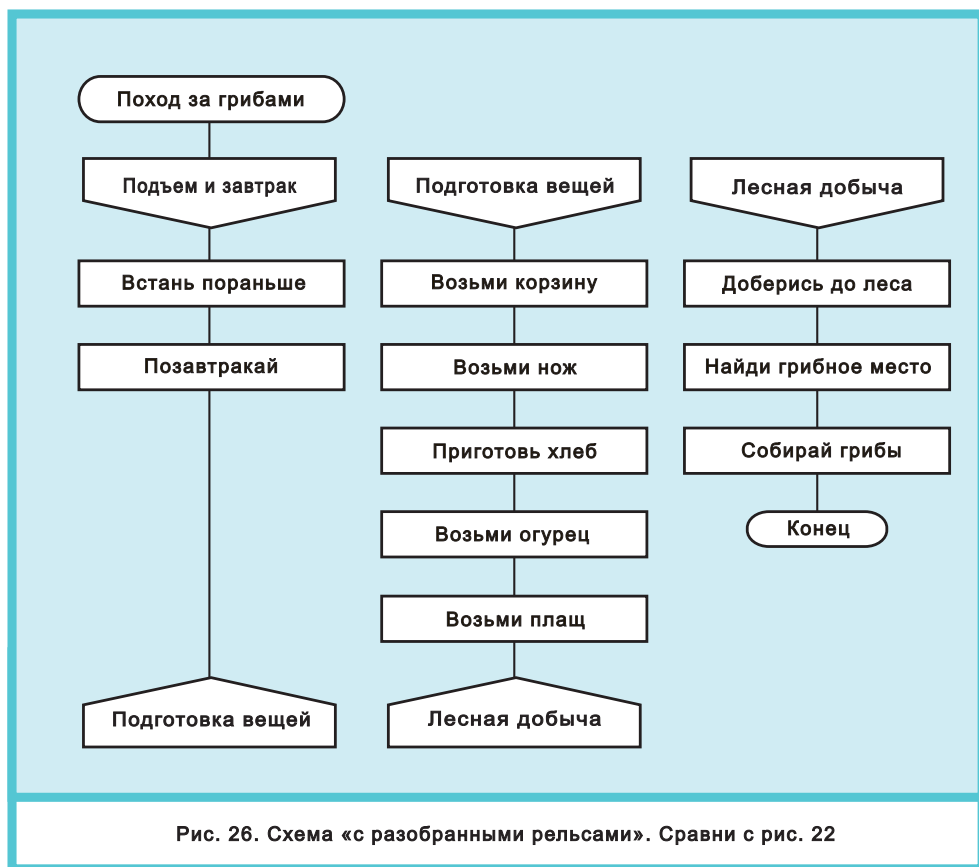 Поход за грибами
Подъем и завтрак
Встань пораньше
Позавтракай
Подготовка вещей
Подготовка вещей
Возьми корзину
Возьми нож
Приготовь хлеб
Возьми огурец
Возьми плащ
Лесная добыча
Лесная добыча
Доберись до леса
Найди грибное место
Собирай грибы
Конец
Рис. 26. Схема «с разобранными рельсами». Сравни с рис. 22